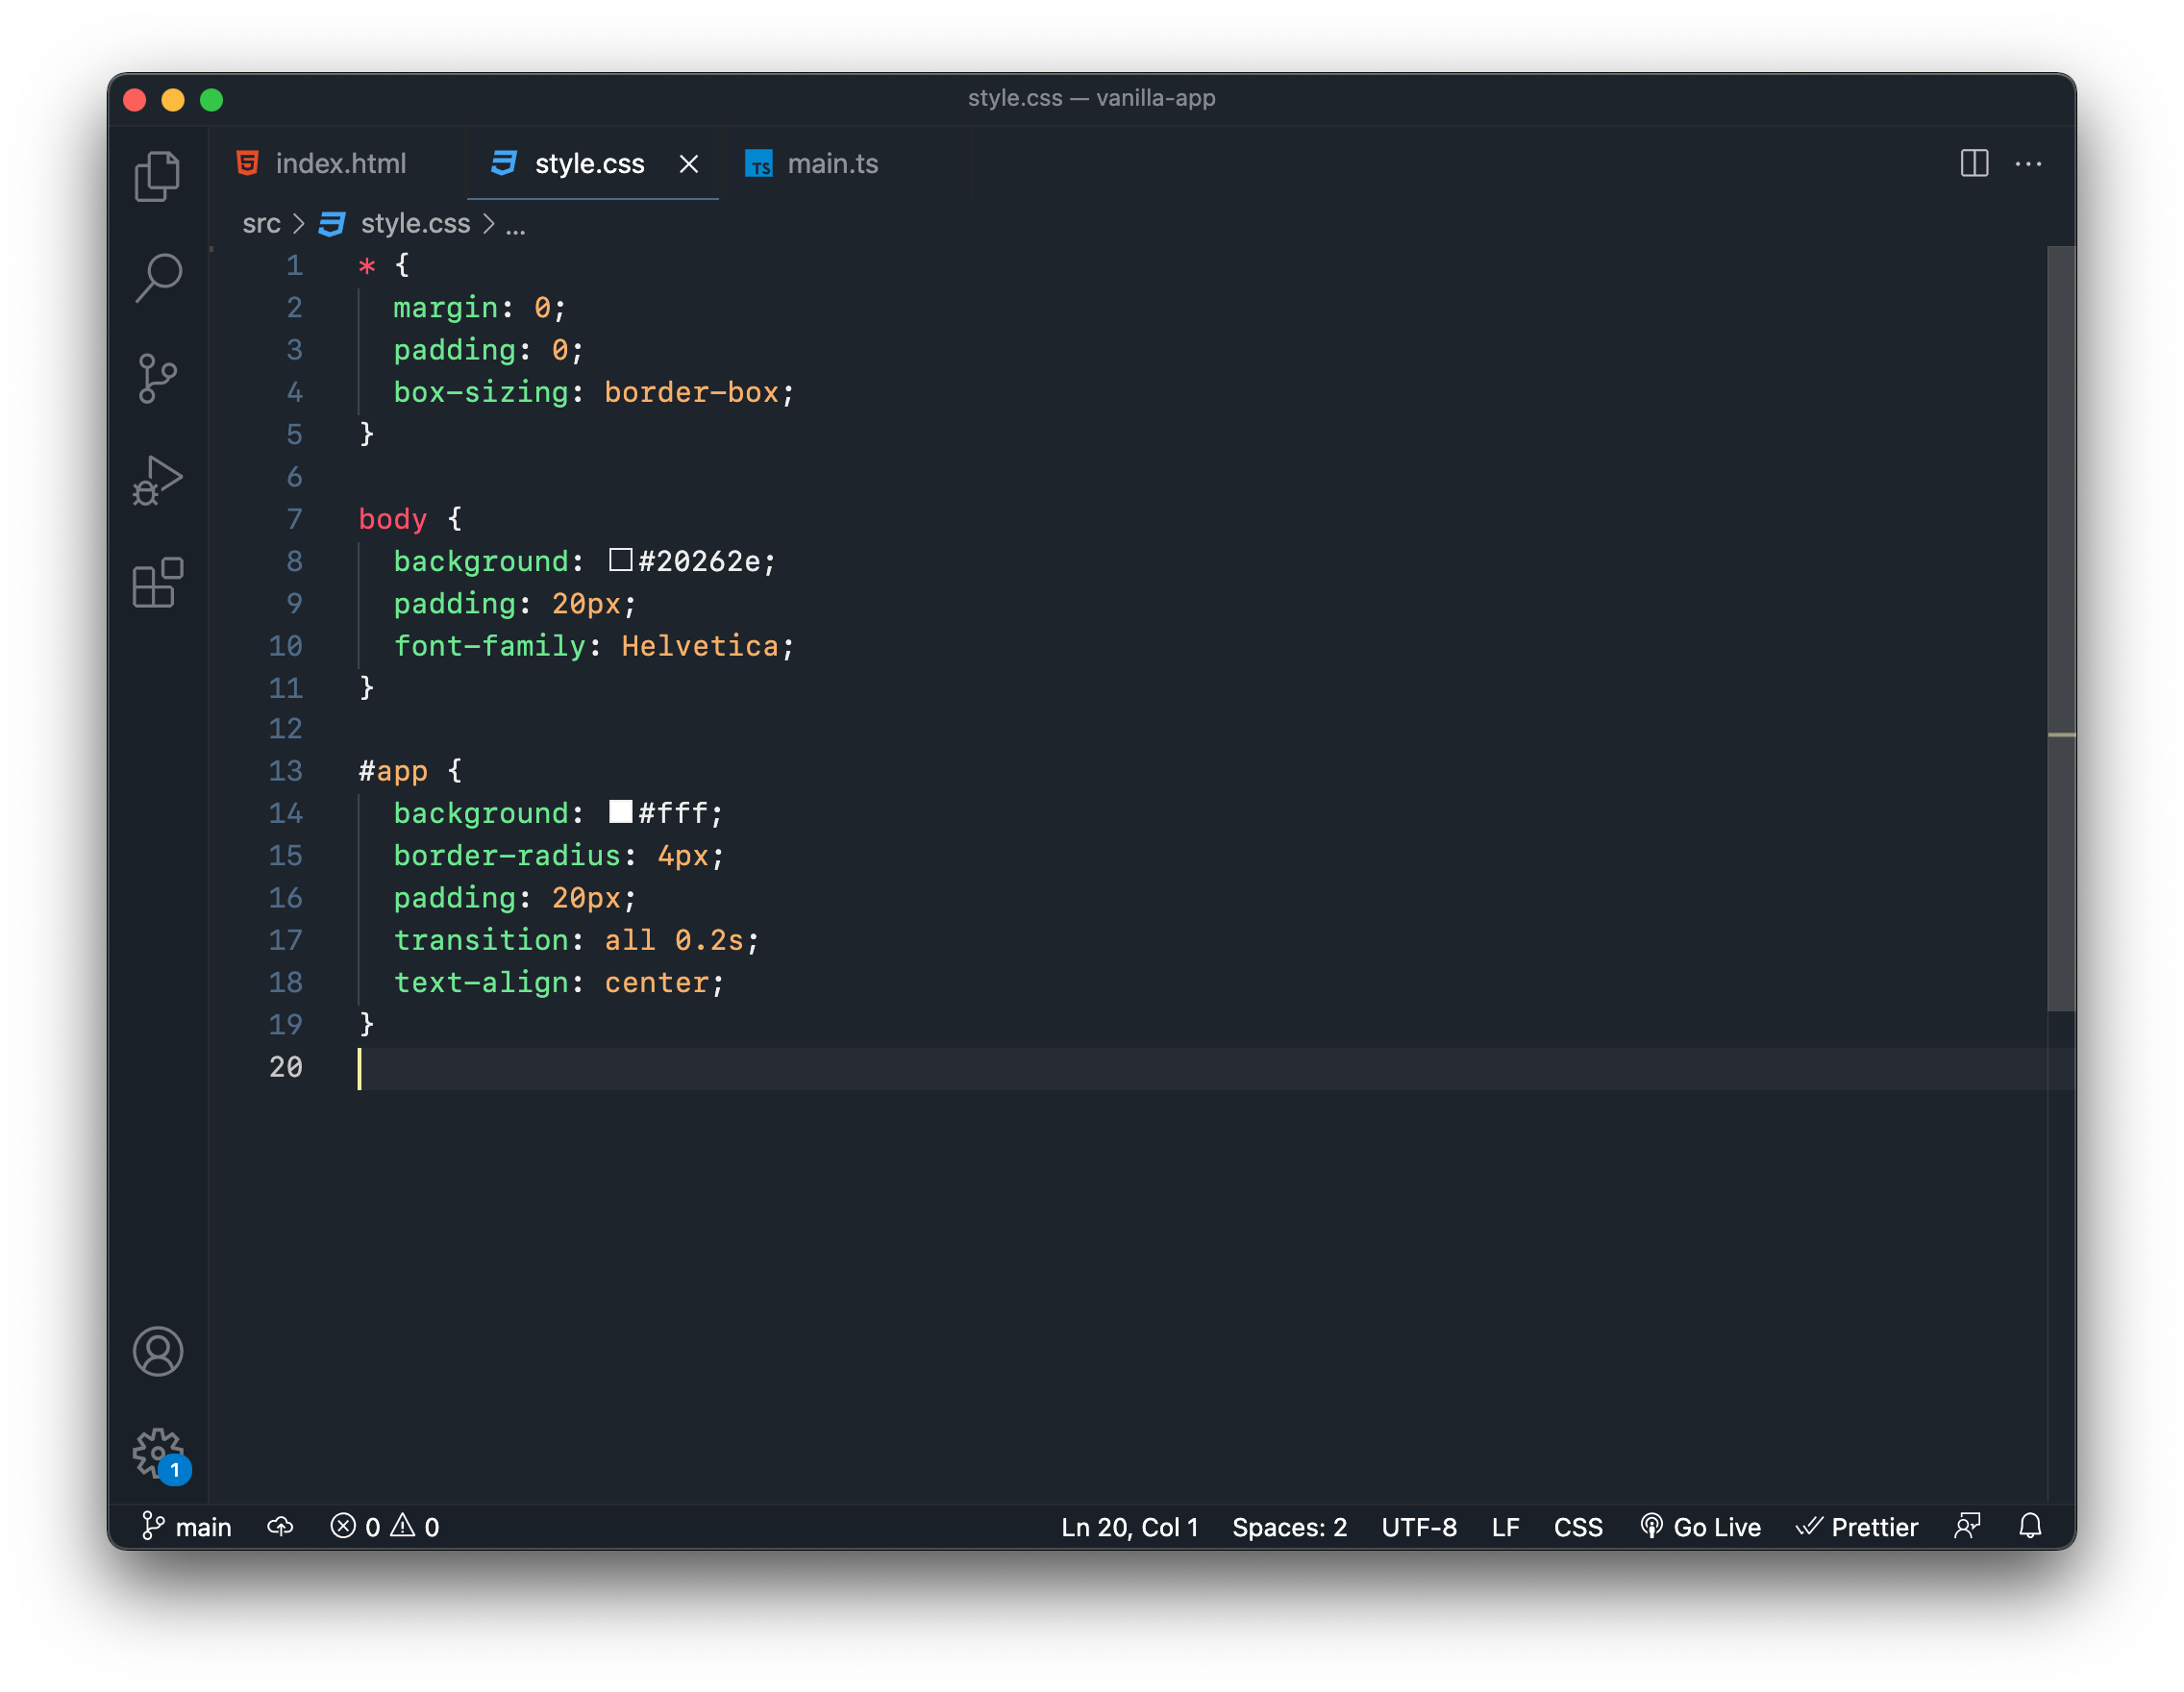 style.css — vanilla-app
index.html style.css main.ts
src > style.css > ...
1 * {
2 margin: 0;
3 padding: 0;
4 box-sizing: border-box;
5 }
6
7 body {
8 background: #20262e;
9 padding: 20px;
10 font-family: Helvetica;
11 }
12
13 #app {
14 background: #fff;
15 border-radius: 4px;
16 padding: 20px;
17 transition: all 0.2s;
18 text-align: center;
19 }
20
1
main 0 0 Ln 20, Col 1 Spaces: 2 UTF-8 LF CSS Go Live Prettier